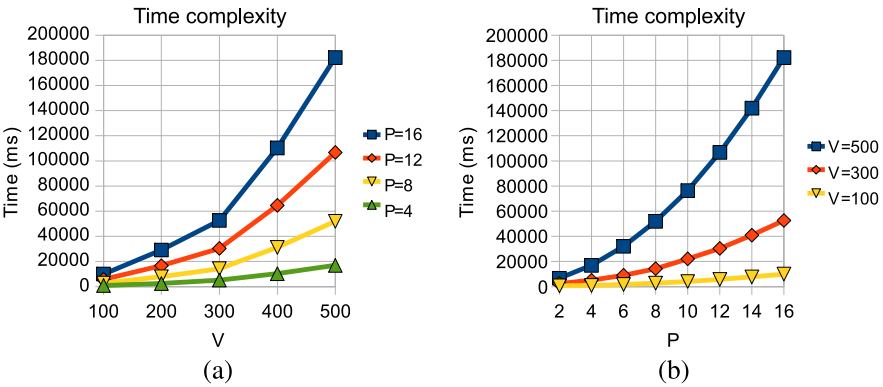 Time complexity
200000
180000
160000
140000
120000
100000
80000
60000
40000
20000
0
Time (ms)
100 200 300 400 500
V
P=16
P=12
P=8
P=4
(a)
Time complexity
200000
180000
160000
140000
120000
100000
80000
60000
40000
20000
0
Time (ms)
2 4 6 8 10 12 14 16
P
V=500
V=300
V=100
(b)